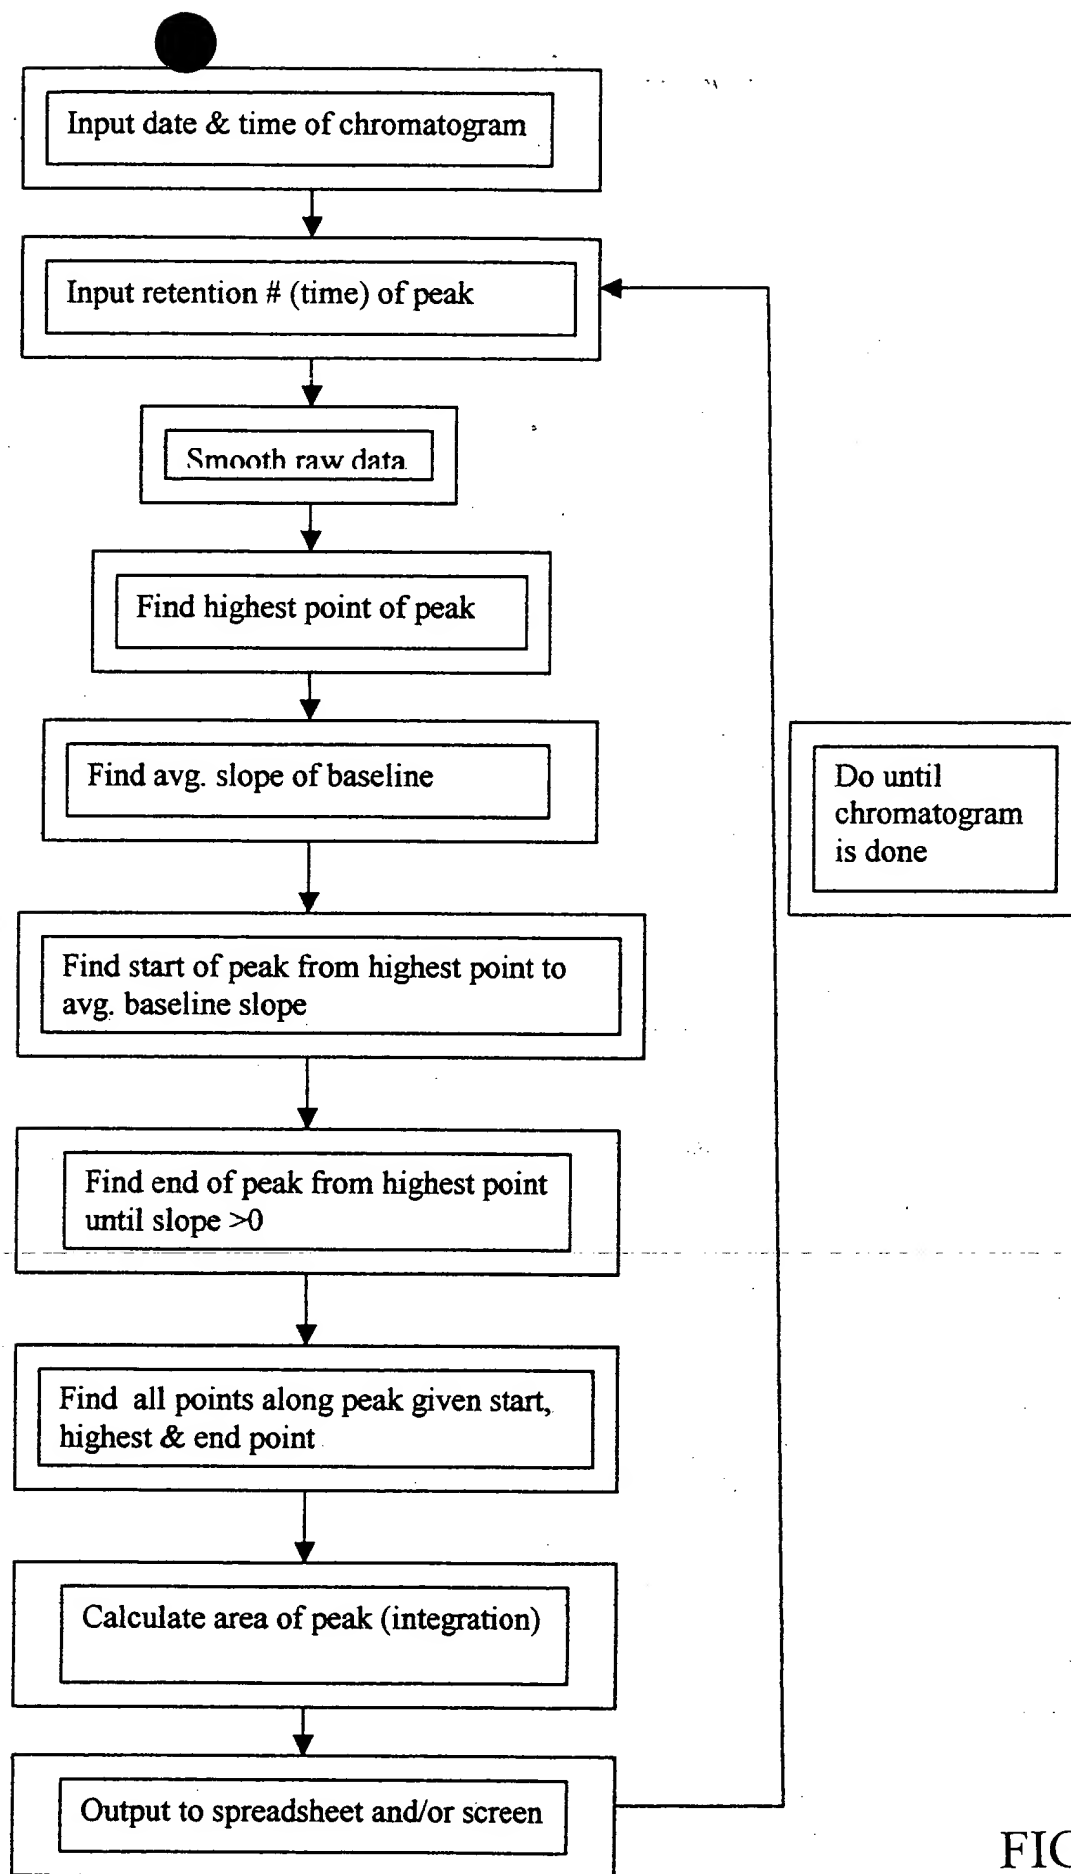 Input date & time of chromatogram
Input retention # (time) of peak
Smooth raw data
Find highest point of peak
Find avg. slope of baseline
Do until
chromatogram
is done
Find start of peak from highest point to
avg. baseline slope
Find end of peak from highest point
until slope >0
Find all points along peak given start,
highest & end point
Calculate area of peak (integration)
Output to spreadsheet and/or screen